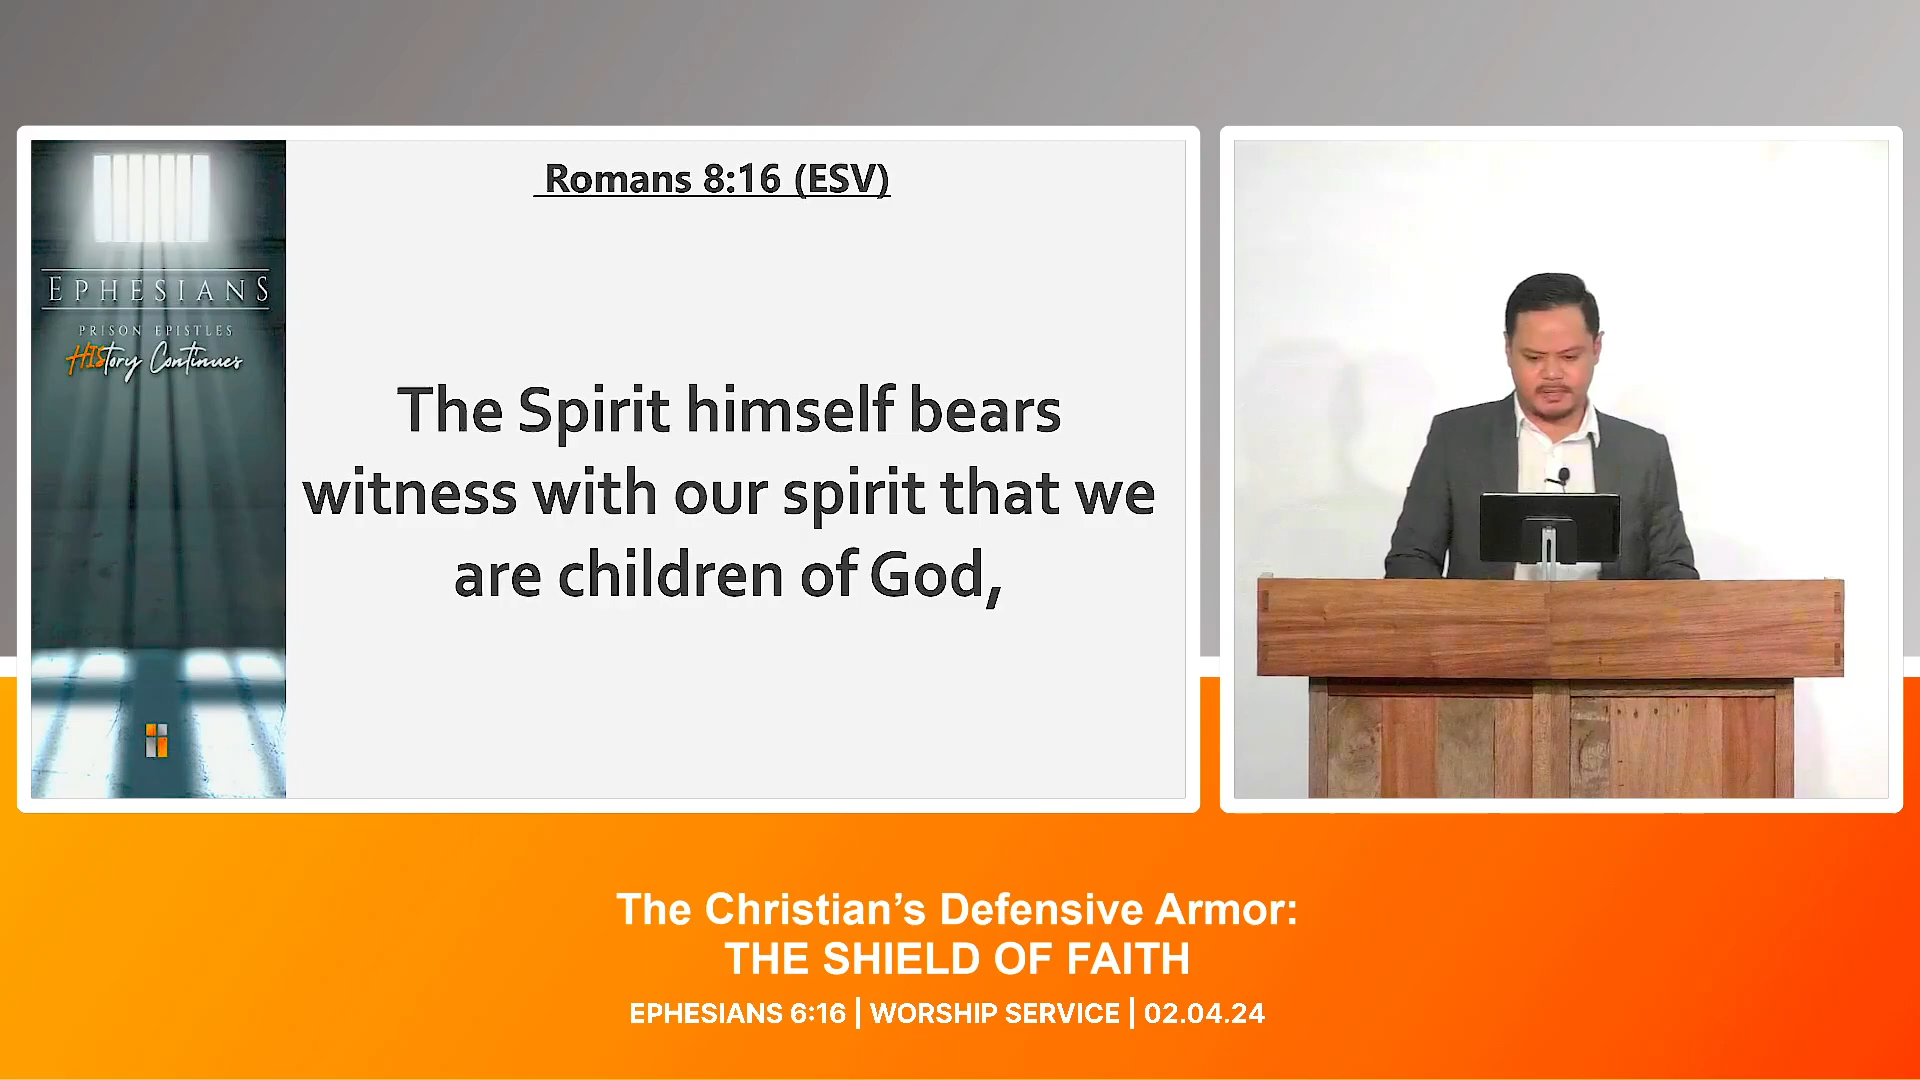 Romans 8:16 (ESV)
EPHESIANS
PRISON EPISTLES
HIStory Continues
The Spirit himself bears
witness with our spirit that we
are children of God,
The Christian’s Defensive Armor:
THE SHIELD OF FAITH
EPHESIANS 6:16 | WORSHIP SERVICE | 02.04.24